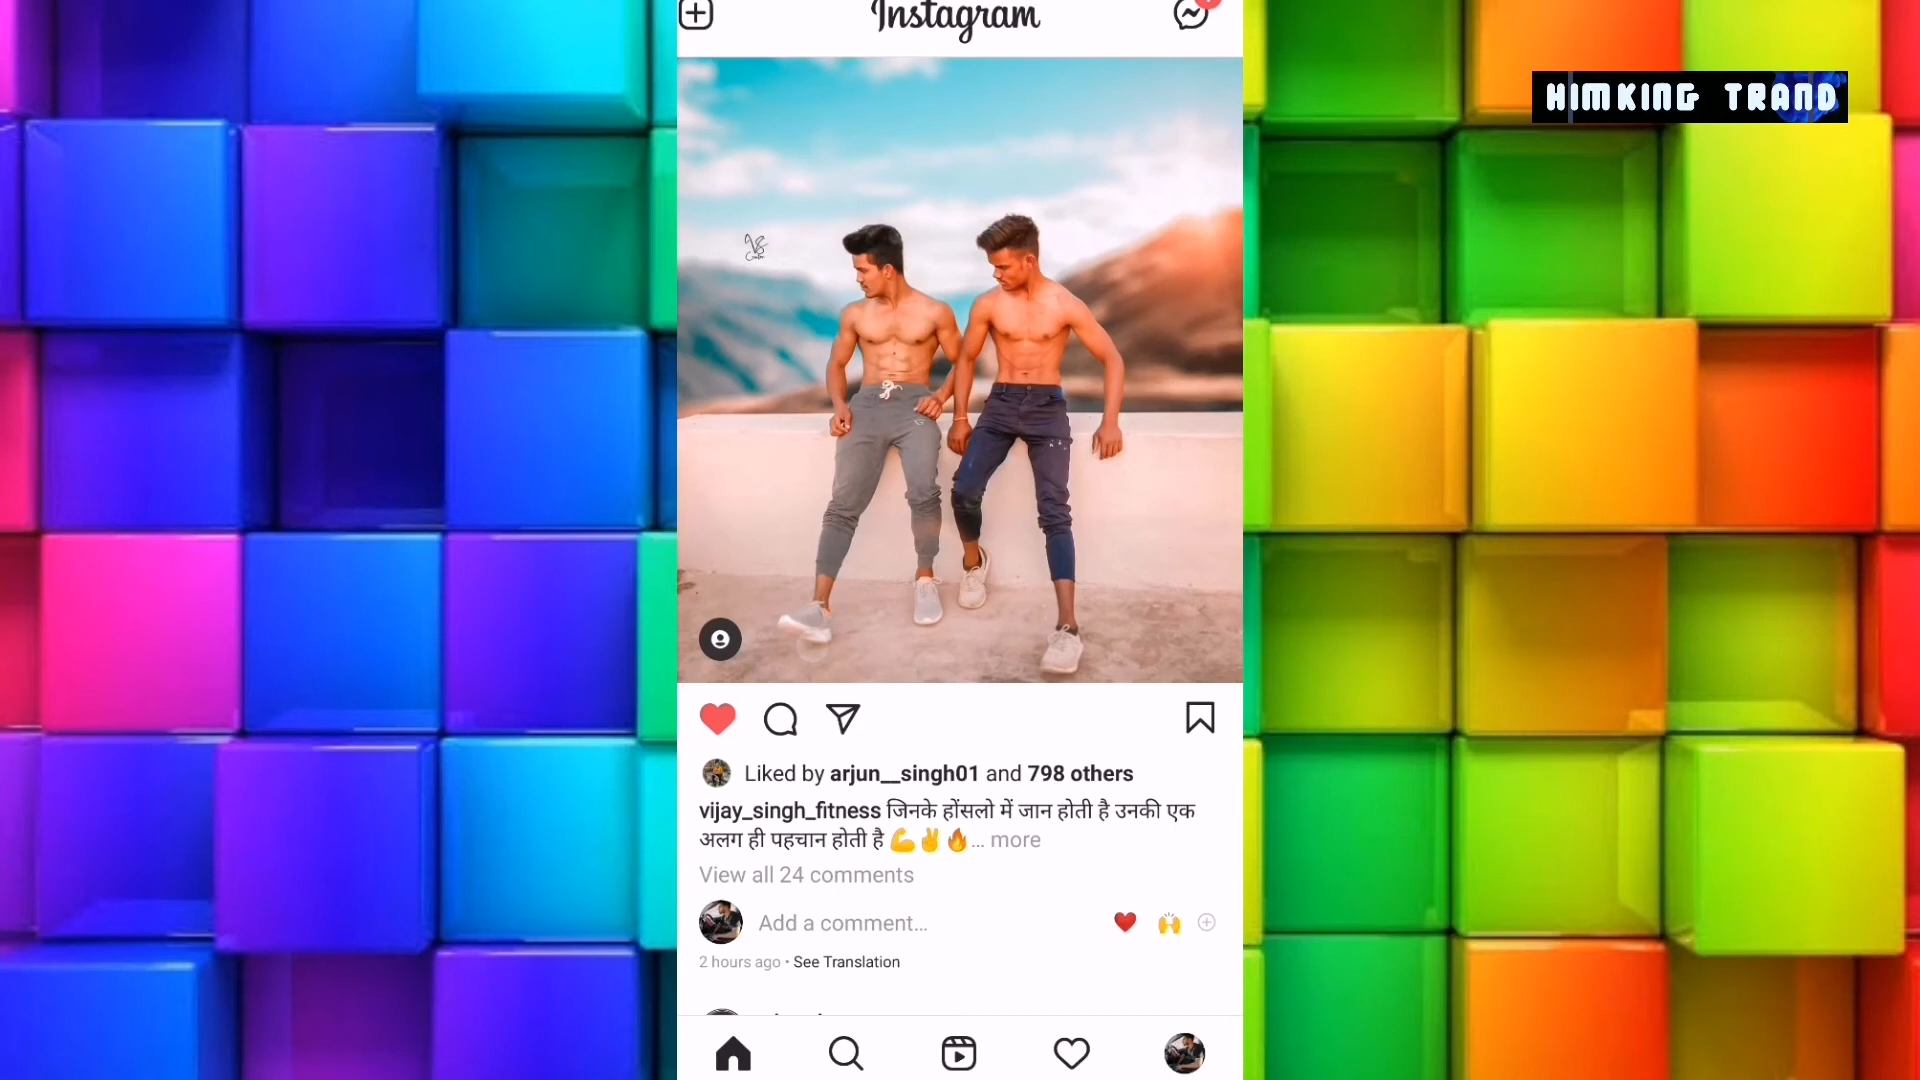 Instagram
HIMKING TRAND
VS
Liked by arjun__singh01 and 798 others
vijay_singh_fitness जिनके होंसलो में जान होती है उनकी एक
अलग ही पहचान होती है 💪✌️🔥... more
View all 24 comments
Add a comment...
2 hours ago • See Translation